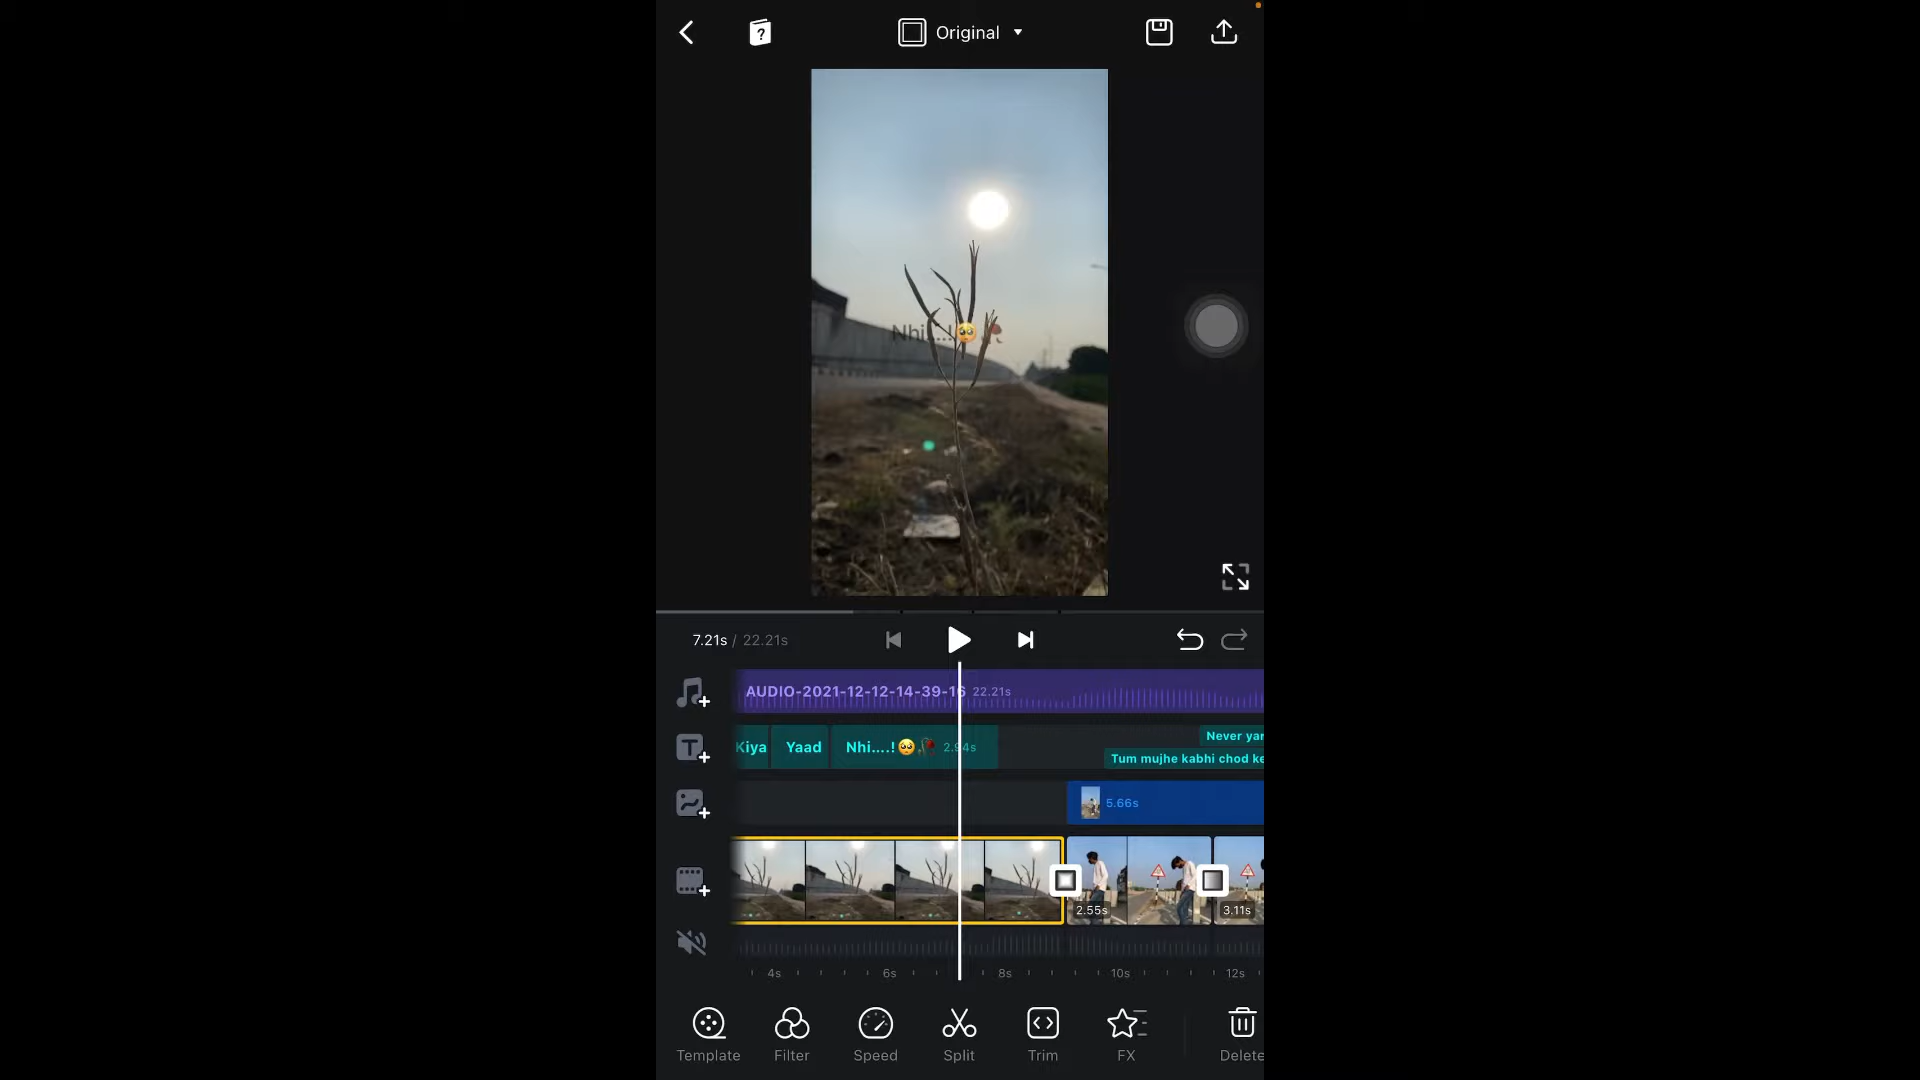 Original
Nhi....!🥺🥀
7.21s / 22.21s
AUDIO-2021-12-12-14-39-16 22.21s
Kiya Yaad Nhi....!🥺🥀 2.94s
Never yar
Tum mujhe kabhi chod ke
5.66s
2.55s 3.11s
4s 6s 8s 10s 12s
Template Filter Speed Split Trim FX Delete